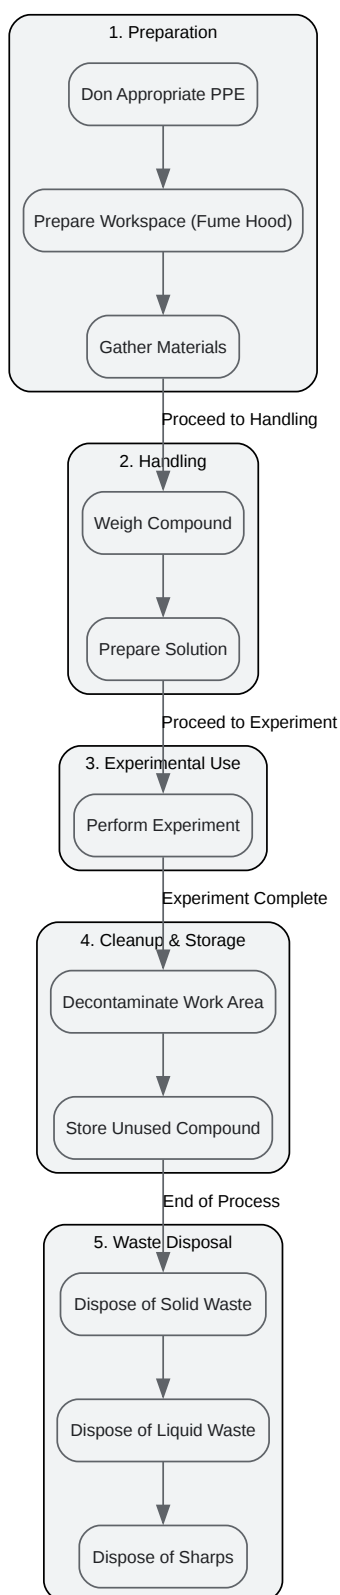 1. Preparation
Don Appropriate PPE
Prepare Workspace (Fume Hood)
Gather Materials
Proceed to Handling
2. Handling
Weigh Compound
Prepare Solution
Proceed to Experiment
3. Experimental Use
Perform Experiment
Experiment Complete
4. Cleanup & Storage
Decontaminate Work Area
Store Unused Compound
End of Process
5. Waste Disposal
Dispose of Solid Waste
Dispose of Liquid Waste
Dispose of Sharps